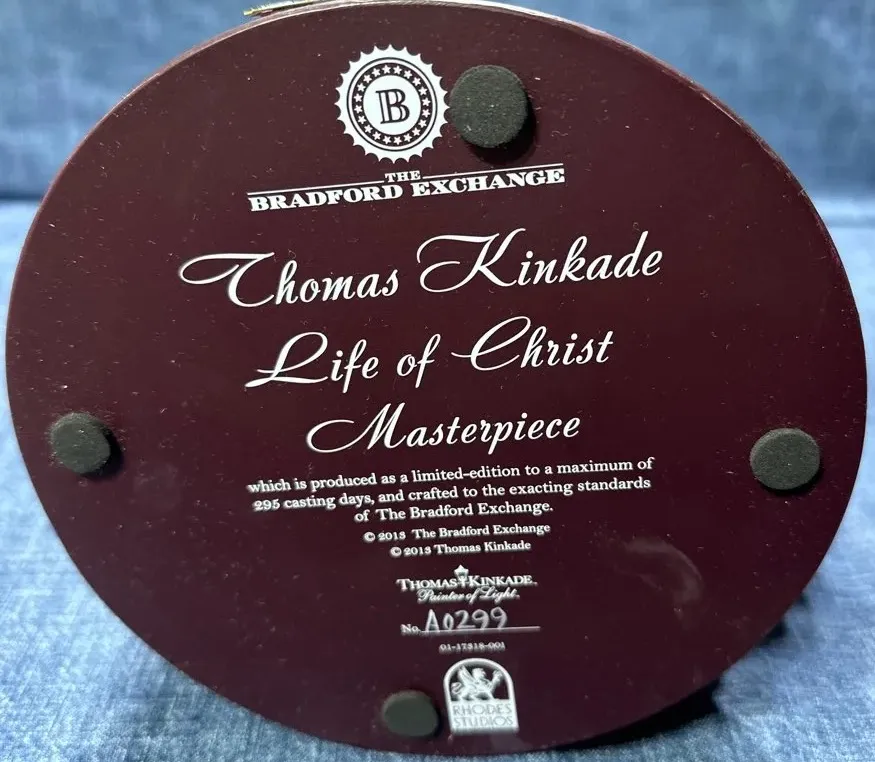 B
THE
BRADFORD EXCHANGE
Thomas Kinkade
Life of Christ
Masterpiece
which is produced as a limited-edition to a maximum of
295 casting days, and crafted to the exacting standards
of The Bradford Exchange.
© 2013 The Bradford Exchange
© 2013 Thomas Kinkade
THOMAS KINKADE
Painter of Light
No. A0299
01-17318-001
RHODES
STUDIOS